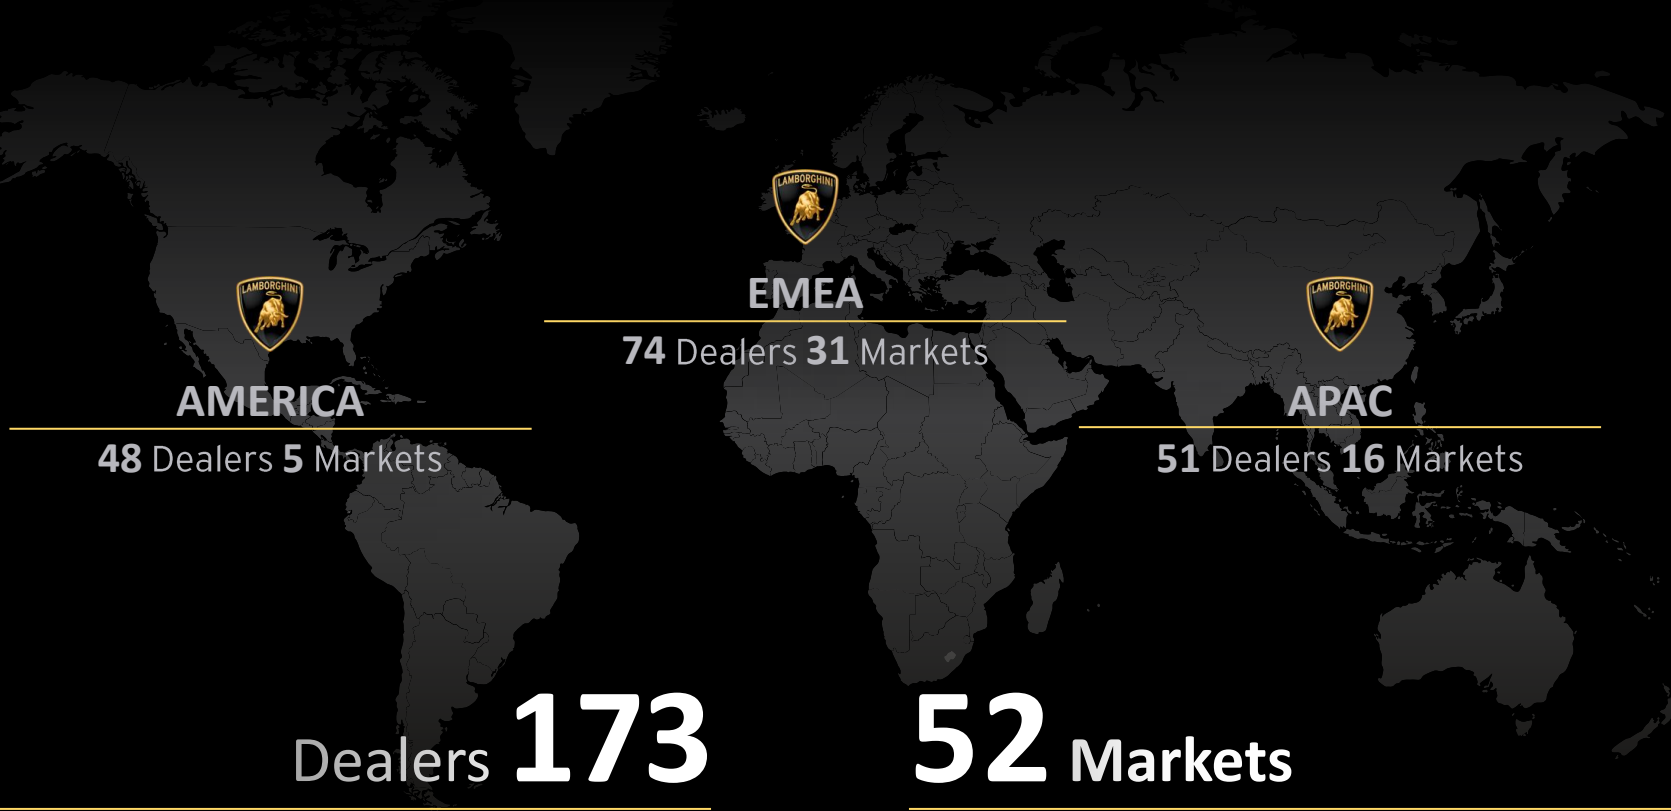 LAMBORGHINI
EMEA
74 Dealers 31 Markets
LAMBORGHINI
AMERICA
48 Dealers 5 Markets
LAMBORGHINI
APAC
51 Dealers 16 Markets
Dealers 173
52 Markets